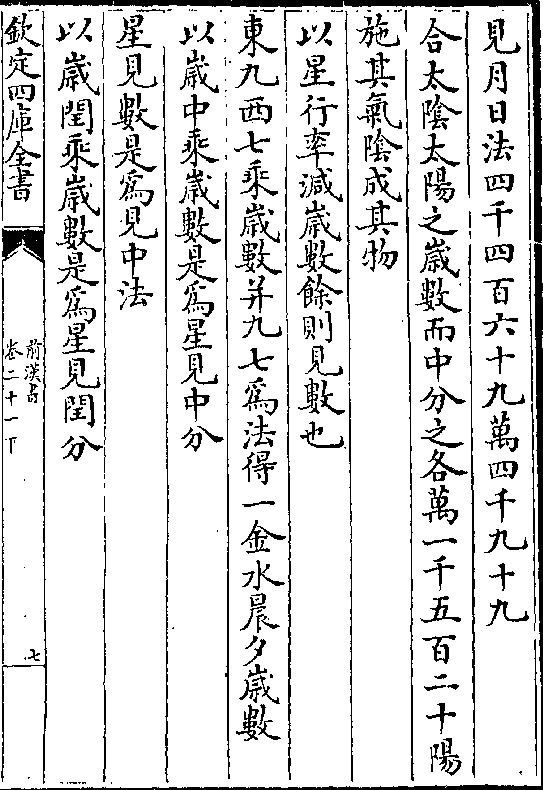 見月日法四千四百六十九萬四千九十九
合太陰太陽之歲數而中分之各萬一千五百二十陽
施其氣陰成其物
以星行率減歲數餘則見數也
東九西七乘歲數并九七為法得一金水晨夕歲數
以歲中乘歲數是為星見中分
星見數是為見中法
以歲閏乘歲數是為星見閏分
欽定四庫全書
前漢書
卷二十一下
七